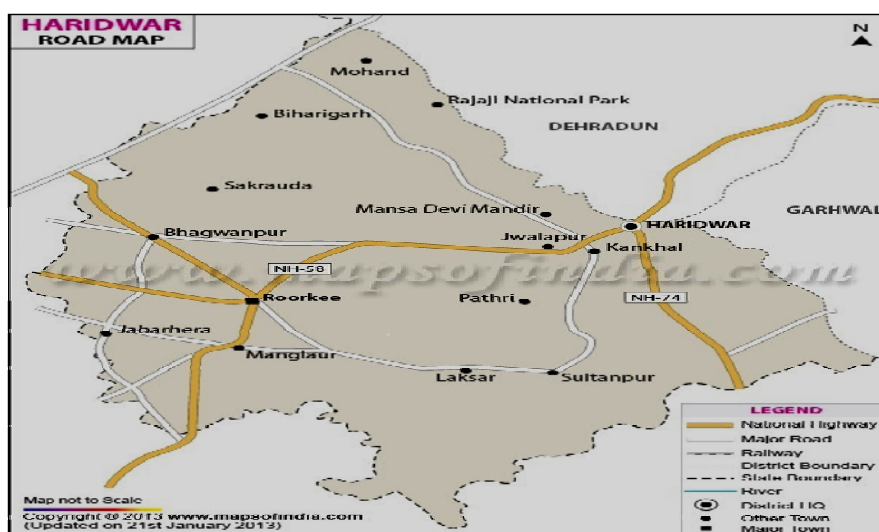 HARIDWAR
ROAD MAP
N
Mohand
Rajaji National Park
Biharigarh
DEHRADUN
Sakrauda
Mansa Devi Mandir
GARHWAL
HARIDWAR
Bhagwanpur
Jwalapur
Kankhal
www.mapsofindia.com
NH-58
Roorkee
Pathri
NH-74
Jabarhera
Manglaur
Laksar
Sultanpur
LEGEND
National Highway
Major Road
Railway
District Boundary
State Boundary
River
District HQ
Other Town
Major Town
Map not to Scale
Copyright © 2013 www.mapsofindia.com
(Updated on 21st January 2013)